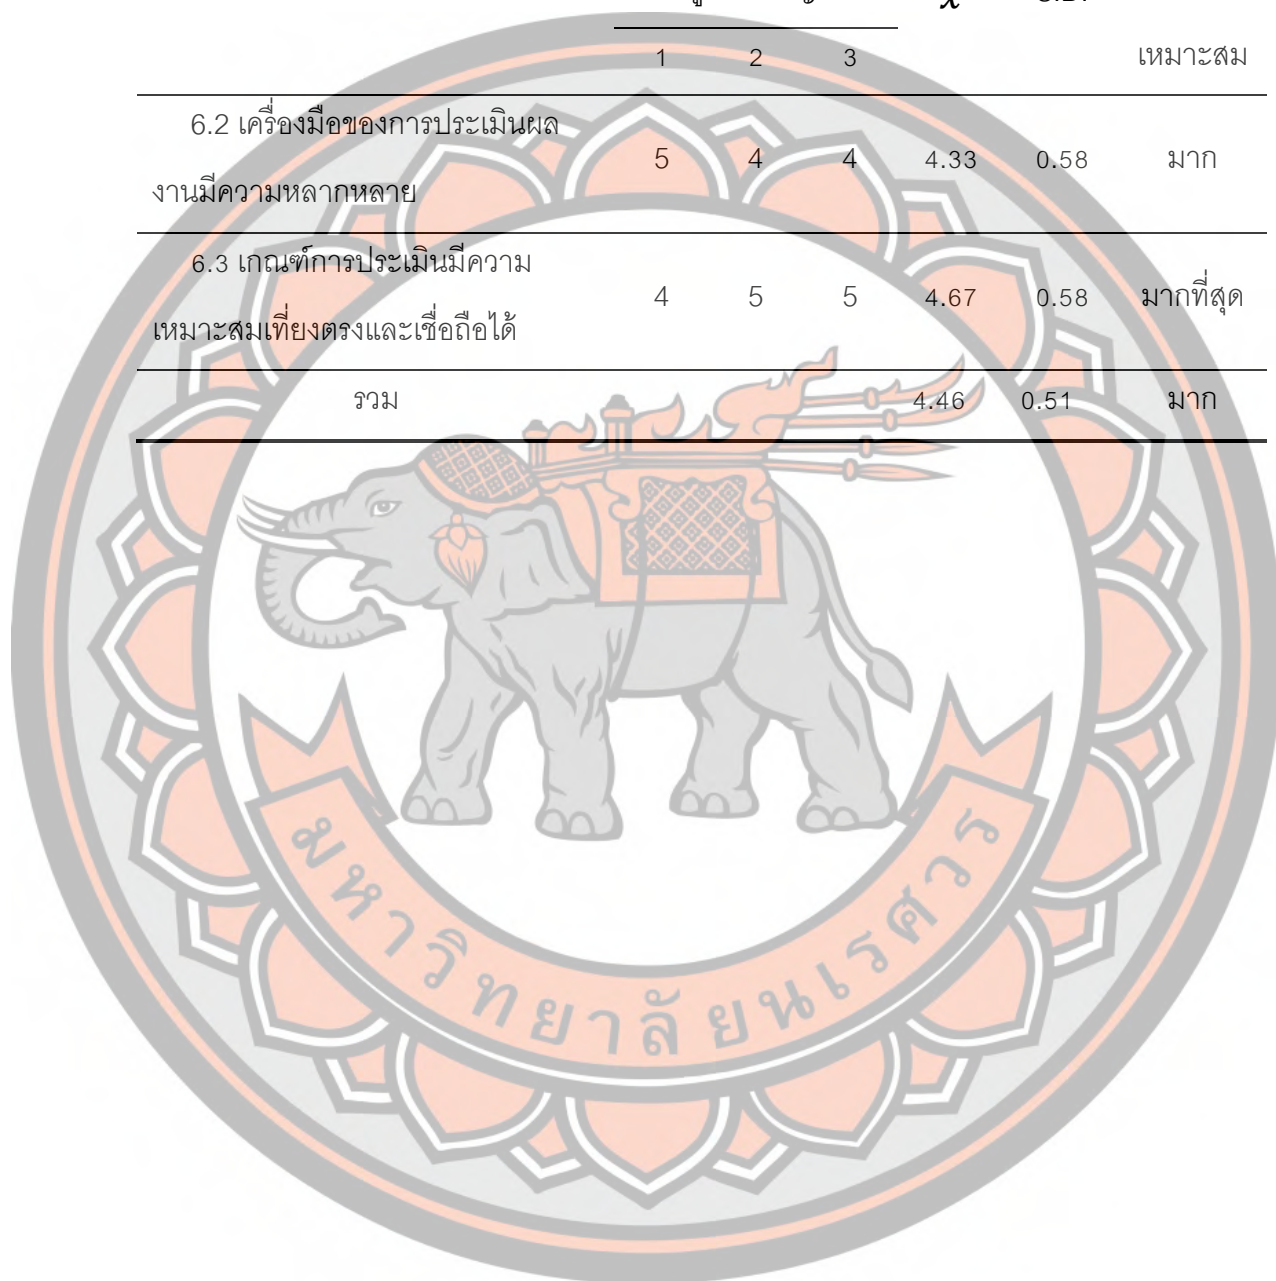 1 2 3 เหมาะสม
6.2 เครื่องมือของการประเมินผล
งานมีความหลากหลาย 5 4 4 4.33 0.58 มาก
6.3 เกณฑ์การประเมินมีความ
เหมาะสมเที่ยงตรงและเชื่อถือได้ 4 5 5 4.67 0.58 มากที่สุด
รวม 4.46 0.51 มาก
มหาวิทยาลัยนเรศวร